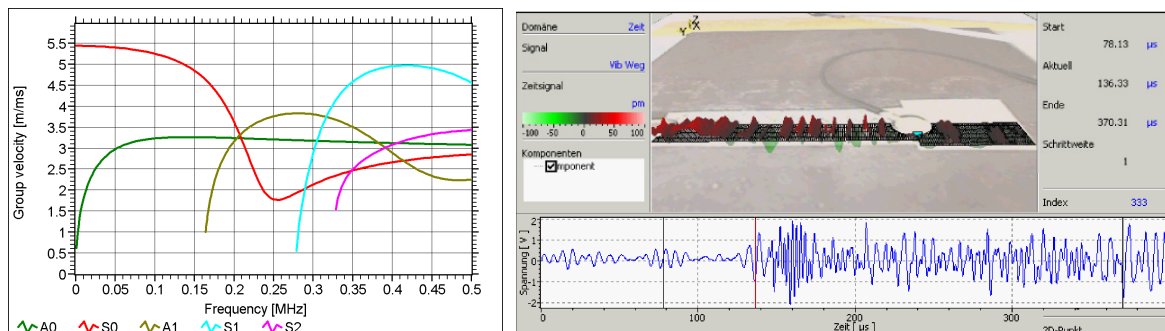 Group velocity [m/ms]
5.5
5
4.5
4
3.5
3
2.5
2
1.5
1
0.5
0
0 0.05 0.1 0.15 0.2 0.25 0.3 0.35 0.4 0.45 0.5
Frequency [MHz]
A0 S0 A1 S1 S2
Domäne Zeit
Signal
Vib Weg
Zeitsignal
pm
-100 -50 0 50 100
Komponenten
mponent
Z
Y X
Start
78.13 µs
Aktuell
136.33 µs
Ende
370.31 µs
Schrittweite
1
Index 333
Spannung [ V ]
2
1
0
-1
-2
0 100 200 300
Zeit [ µs ]
2D-Punkt